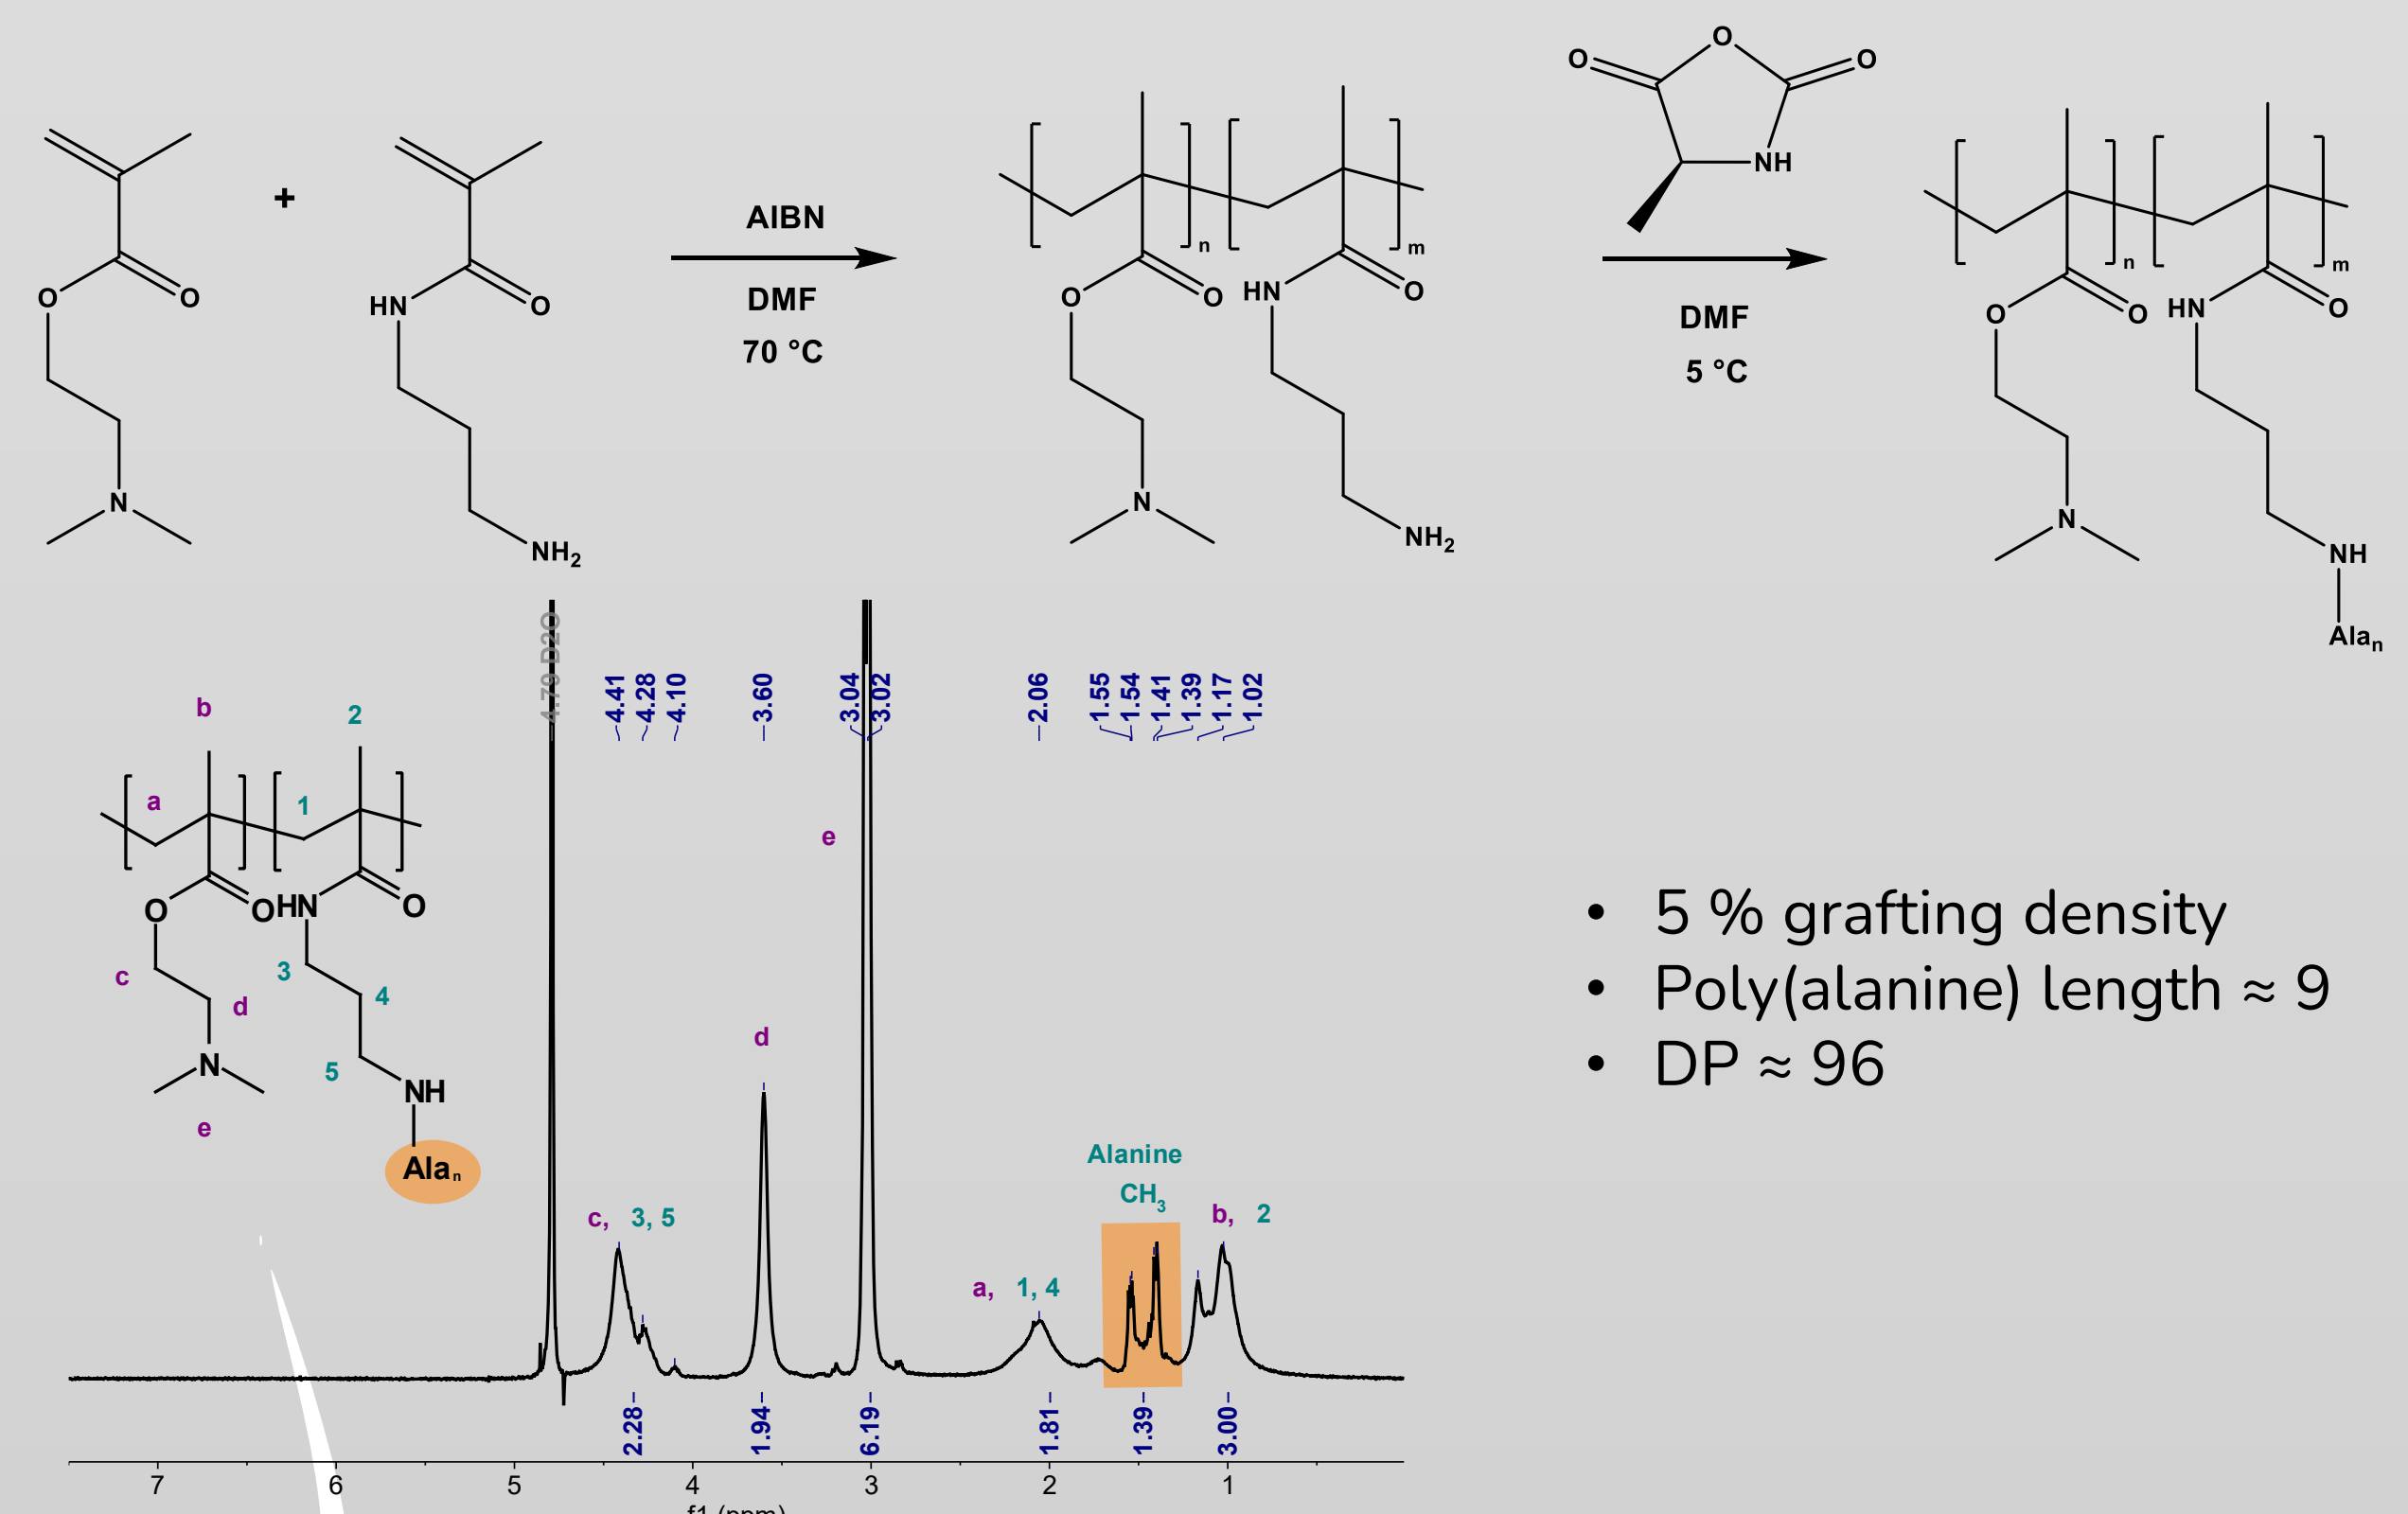 O
O
O
NH
+
O
O
N
HN
O
NH2
AIBN
DMF
70 °C
n
m
O
O
HN
O
N
NH2
DMF
5 °C
n
m
O
O
HN
O
N
NH
Alan
4.79 D2O
4.41
4.28
4.10
3.60
3.04
3.02
2.06
1.55
1.54
1.41
1.39
1.17
1.02
b
2
a
1
O
O
HN
O
c
3
d
4
N
5
NH
e
Alan
e
d
c, 3, 5
a, 1, 4
Alanine
CH3
b, 2
2.28
1.94
6.19
1.81
1.39
3.00
7
6
5
4
3
2
1
f1 (ppm)
• 5 % grafting density
• Poly(alanine) length ≈ 9
• DP ≈ 96